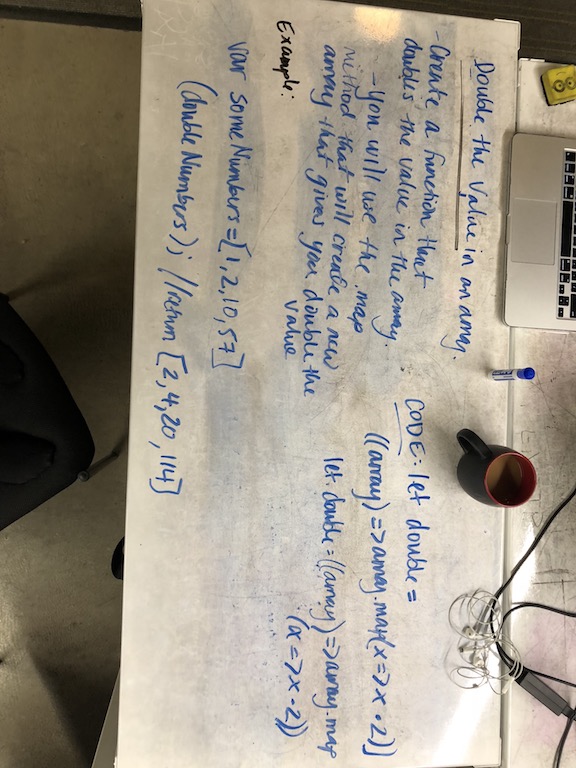 Double the Value in an array.
-Create a function that
doubles the value in the array.
-you will use the .map
method that will create a new
array that gives you double the
value
Example:
var someNumbers=[1,2,10,57]
(doubleNumbers); //return [2,4,20,114]
CODE: let double =
((array)=>array.map(x=>x*2))
let double=((array)=>array.map
(x=>x*2))